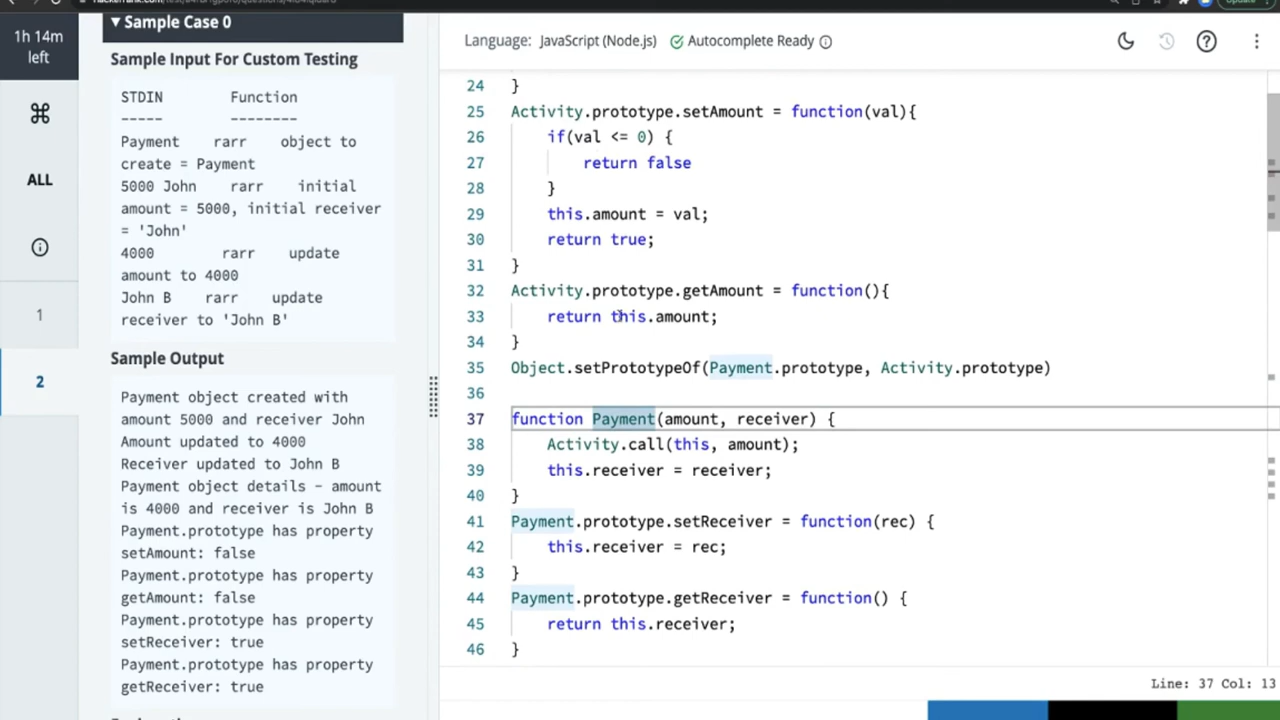 1h 14m
left
ALL
1
2
▼ Sample Case 0
Sample Input For Custom Testing
STDIN Function
----- --------
Payment rarr object to
create = Payment
5000 John rarr initial
amount = 5000, initial receiver
= 'John'
4000 rarr update
amount to 4000
John B rarr update
receiver to 'John B'
Sample Output
Payment object created with
amount 5000 and receiver John
Amount updated to 4000
Receiver updated to John B
Payment object details - amount
is 4000 and receiver is John B
Payment.prototype has property
setAmount: false
Payment.prototype has property
getAmount: false
Payment.prototype has property
setReceiver: true
Payment.prototype has property
getReceiver: true
Language: JavaScript (Node.js) Autocomplete Ready
24 }
25 Activity.prototype.setAmount = function(val){
26 if(val <= 0) {
27 return false
28 }
29 this.amount = val;
30 return true;
31 }
32 Activity.prototype.getAmount = function(){
33 return this.amount;
34 }
35 Object.setPrototypeOf(Payment.prototype, Activity.prototype)
36
37 function Payment(amount, receiver) {
38 Activity.call(this, amount);
39 this.receiver = receiver;
40 }
41 Payment.prototype.setReceiver = function(rec) {
42 this.receiver = rec;
43 }
44 Payment.prototype.getReceiver = function() {
45 return this.receiver;
46 }
Line: 37 Col: 13